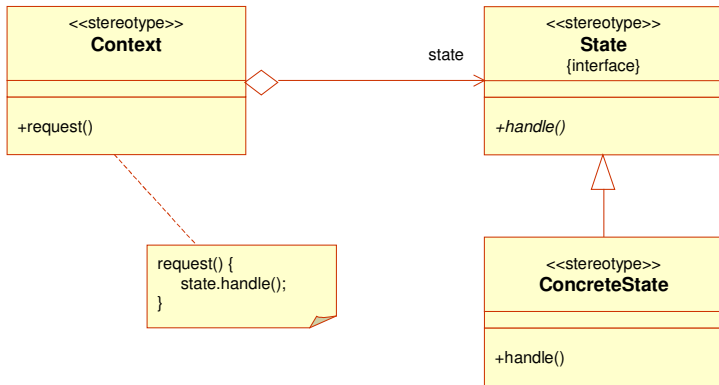 <<stereotype>>
Context
+request()
state
<<stereotype>>
State
{interface}
+handle()
request() {
state.handle();
}
<<stereotype>>
ConcreteState
+handle()